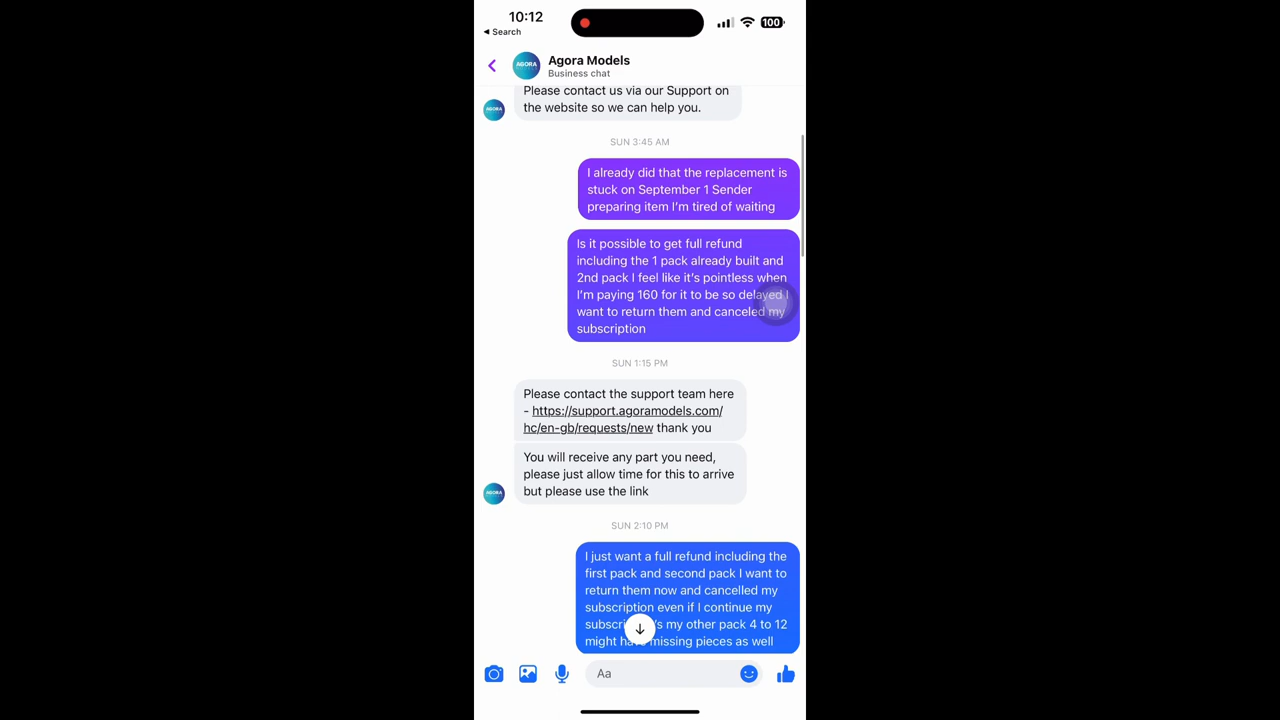 10:12
100
Search
AGORA
Agora Models
Business chat
Please contact us via our Support on
the website so we can help you.
AGORA
SUN 3:45 AM
I already did that the replacement is
stuck on September 1 Sender
preparing item I'm tired of waiting
Is it possible to get full refund
including the 1 pack already built and
2nd pack I feel like it's pointless when
I'm paying 160 for it to be so delayed I
want to return them and canceled my
subscription
SUN 1:15 PM
Please contact the support team here
- https://support.agoramodels.com/
hc/en-gb/requests/new thank you
You will receive any part you need,
please just allow time for this to arrive
but please use the link
AGORA
SUN 2:10 PM
I just want a full refund including the
first pack and second pack I want to
return them now and cancelled my
subscription even if I continue my
my other pack 4 to 12
might missing pieces as well
Aa